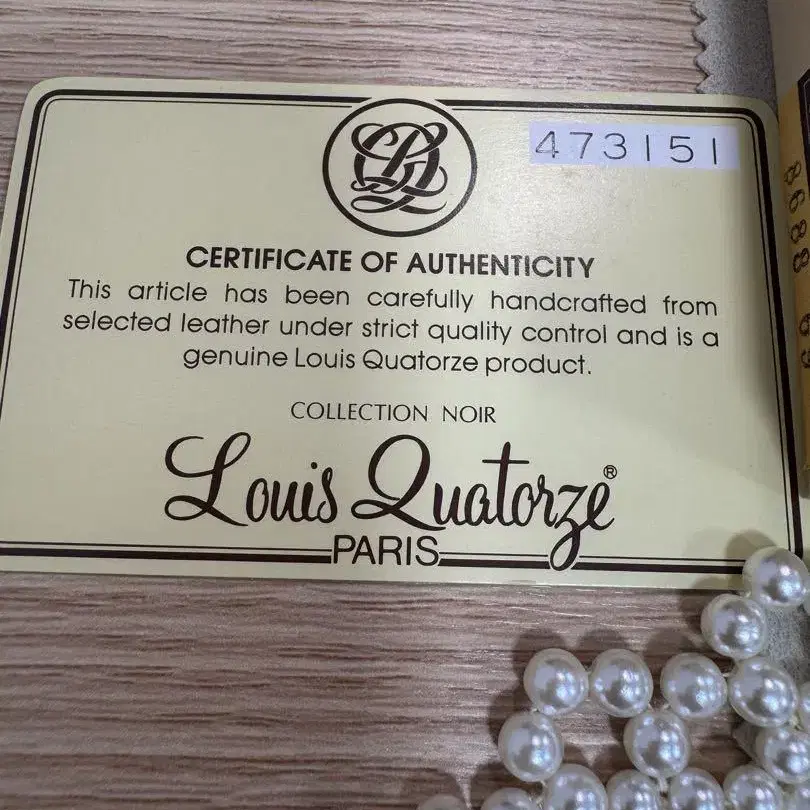 473151
CERTIFICATE OF AUTHENTICITY
This article has been carefully handcrafted from
selected leather under strict quality control and is a
genuine Louis Quatorze product.
COLLECTION NOIR
Louis Quatorze®
PARIS